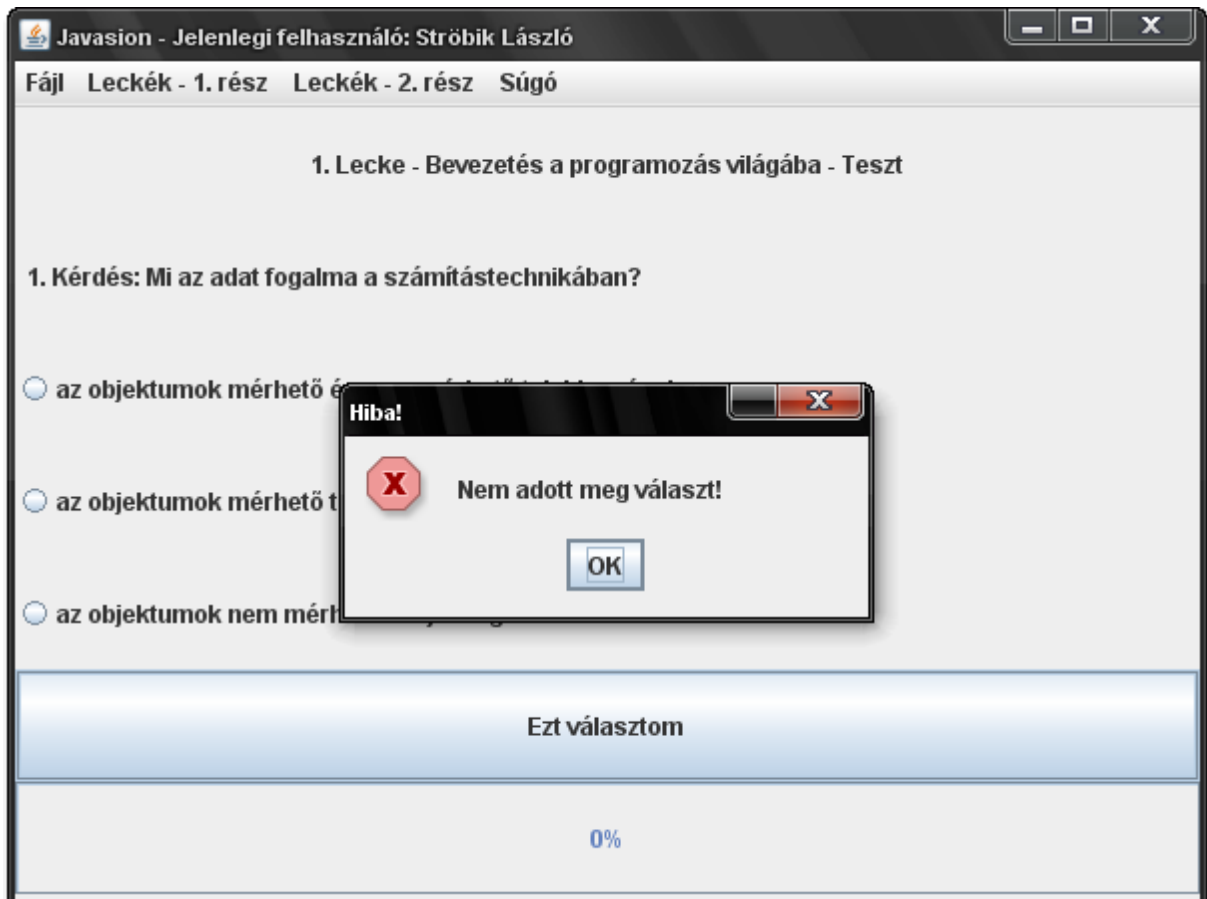 Javasion - Jelenlegi felhasználó: Ströbik László
Fájl Leckék - 1. rész Leckék - 2. rész Súgó
1. Lecke - Bevezetés a programozás világába - Teszt
1. Kérdés: Mi az adat fogalma a számítástechnikában?
az objektumok mérhető
Hiba!
Nem adott meg választ!
az objektumok mérhető
OK
az objektumok nem
Ezt választom
0%